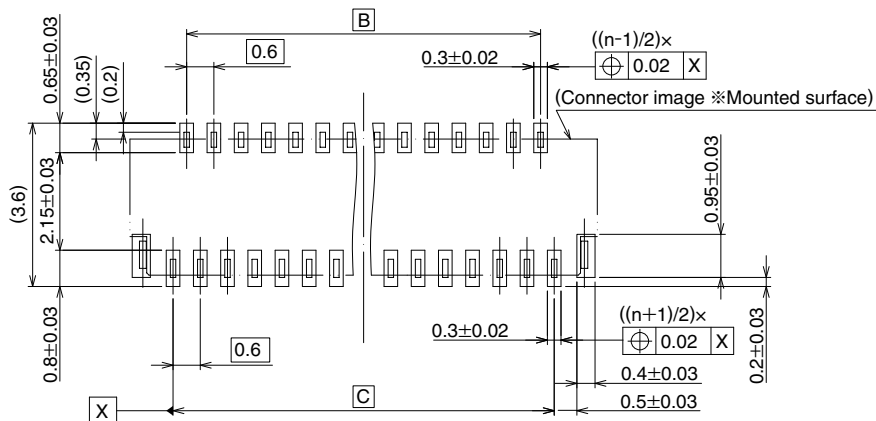 B
((n-1)/2)×
0.6
0.3±0.02
0.02 X
(Connector image ※Mounted surface)
0.65±0.03
(0.35)
(0.2)
(3.6)
2.15±0.03
0.8±0.03
0.95±0.03
0.2±0.03
((n+1)/2)×
0.3±0.02
0.02 X
0.6
0.4±0.03
C
0.5±0.03
X